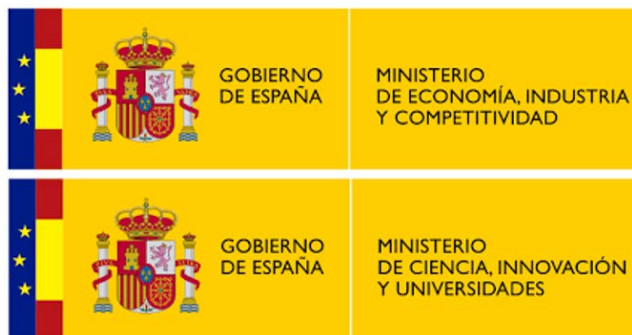 GOBIERNO
DE ESPAÑA
MINISTERIO
DE ECONOMÍA, INDUSTRIA
Y COMPETITIVIDAD
GOBIERNO
DE ESPAÑA
MINISTERIO
DE CIENCIA, INNOVACIÓN
Y UNIVERSIDADES